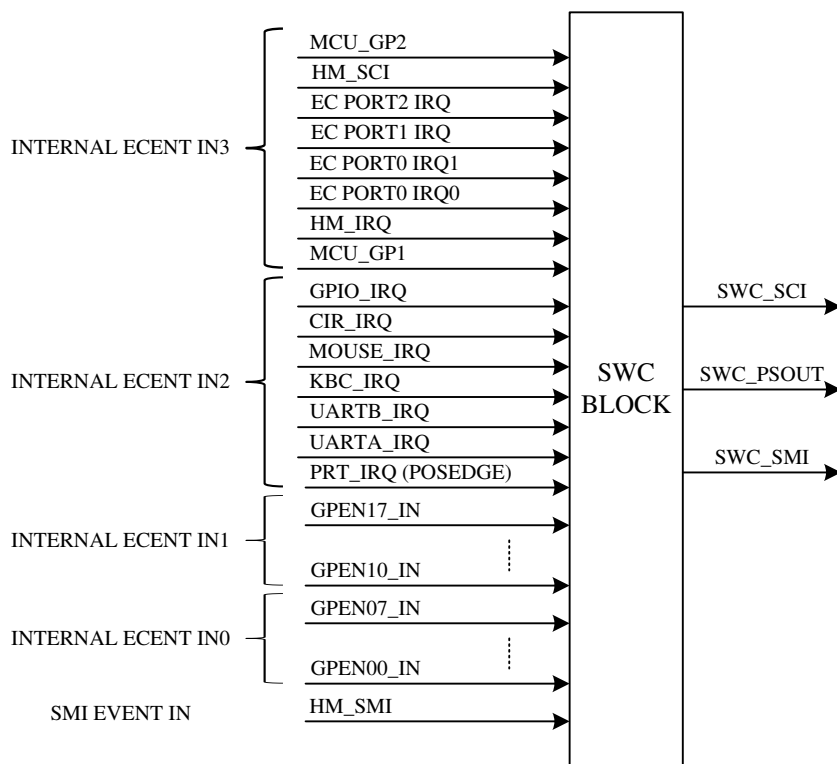 MCU_GP2
HM_SCI
EC PORT2 IRQ
EC PORT1 IRQ
INTERNAL ECENT IN3
EC PORT0 IRQ1
EC PORT0 IRQ0
HM_IRQ
MCU_GP1
GPIO_IRQ
SWC_SCI
CIR_IRQ
MOUSE_IRQ
INTERNAL ECENT IN2
KBC_IRQ
SWC
BLOCK
SWC_PSOUT
UARTB_IRQ
UARTA_IRQ
SWC_SMI
PRT_IRQ (POSEDGE)
GPEN17_IN
INTERNAL ECENT IN1
GPEN10_IN
GPEN07_IN
INTERNAL ECENT IN0
GPEN00_IN
SMI EVENT IN
HM_SMI